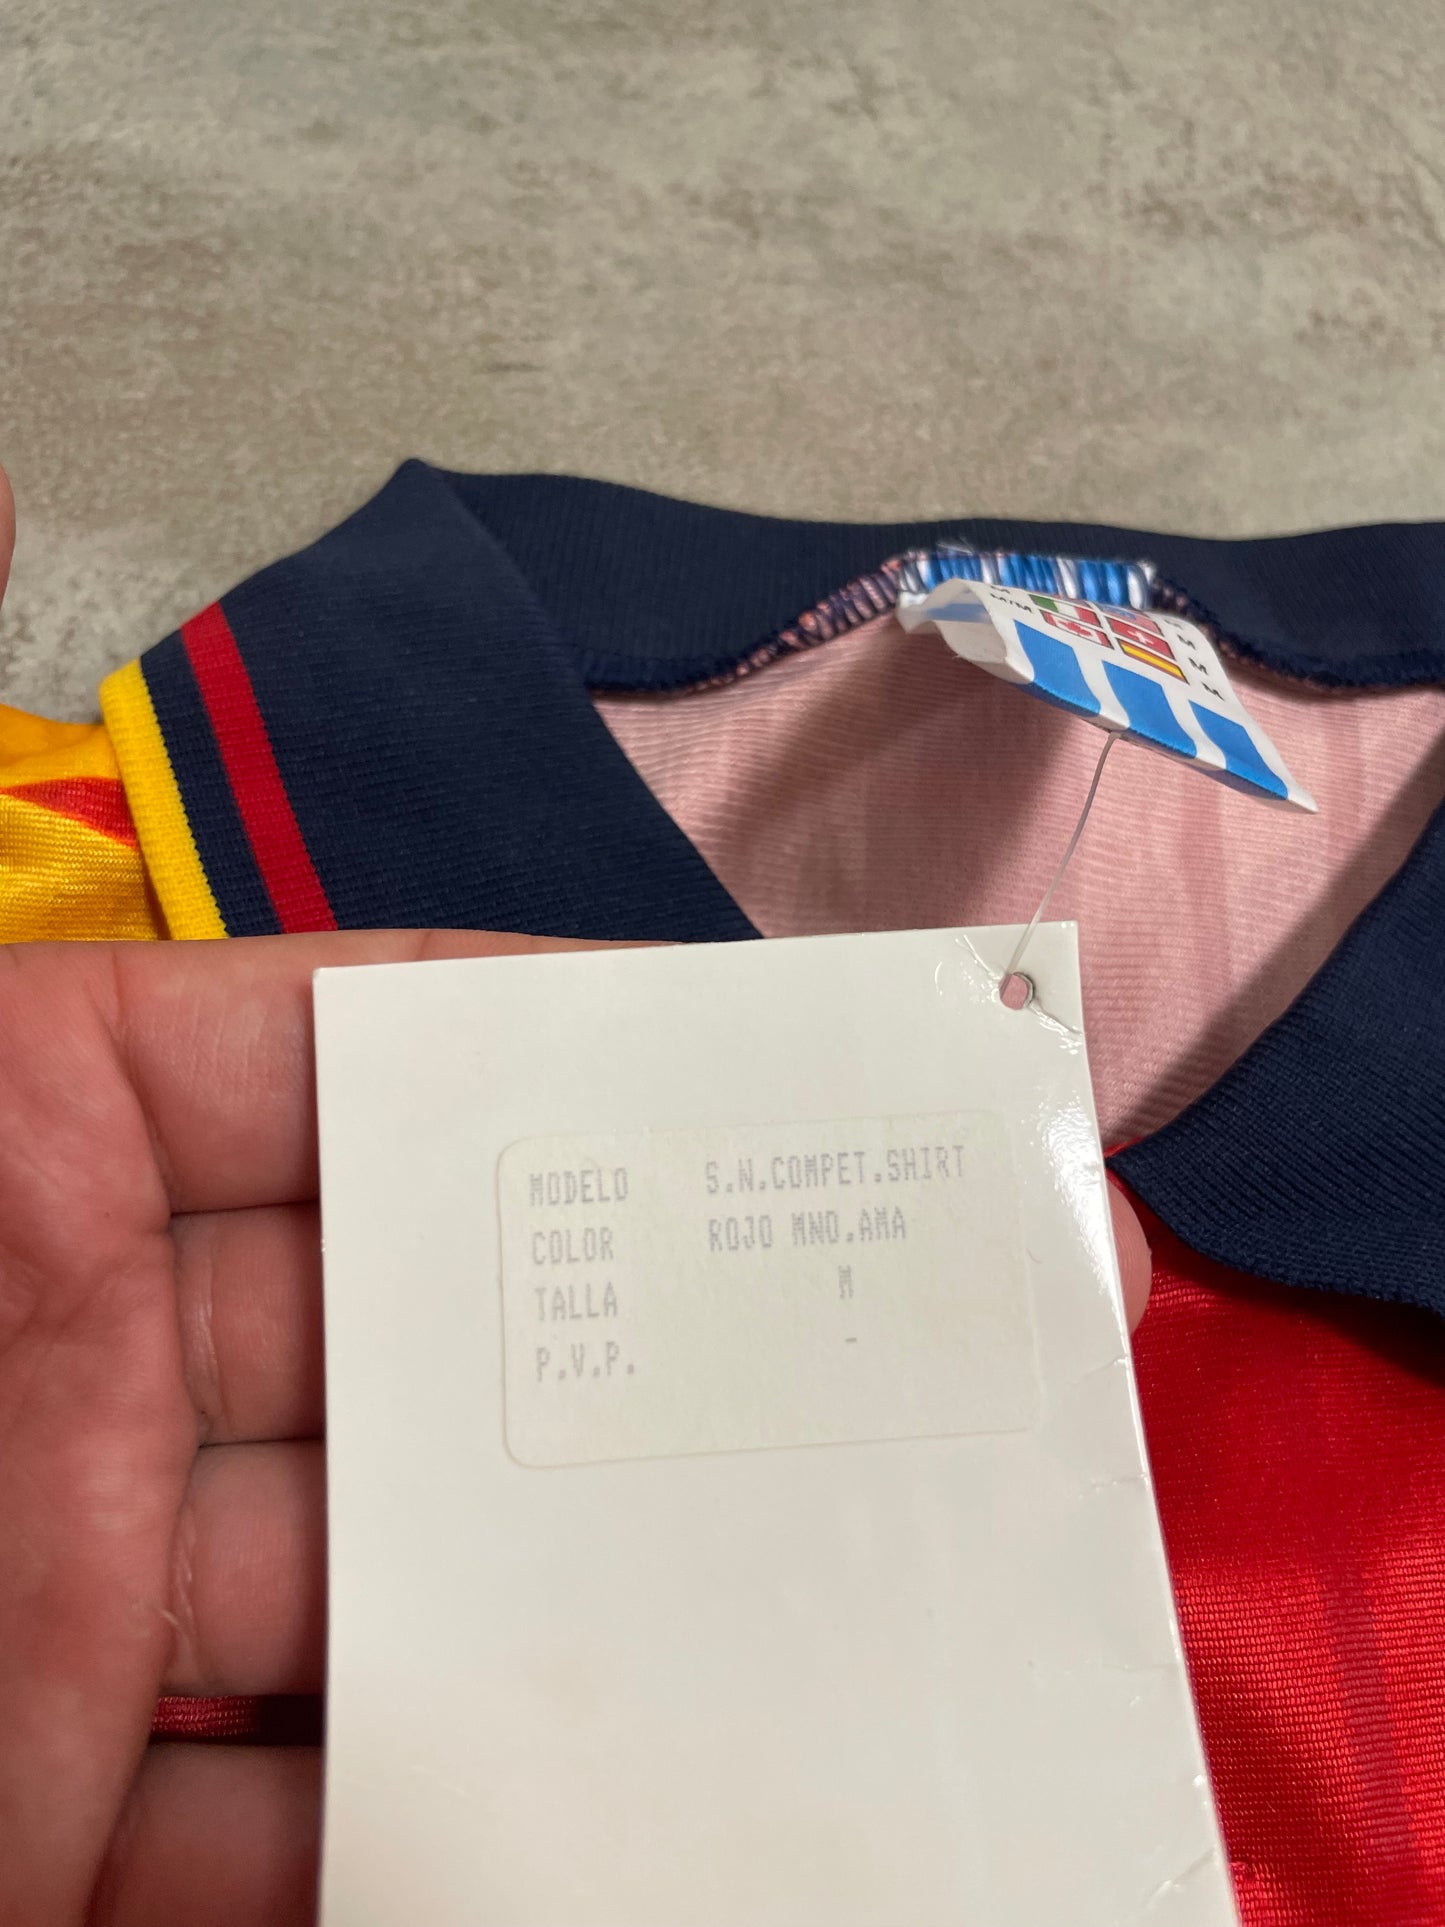 MODELO S.N.COMPET.SHIRT
COLOR ROJO MNO.AMA
TALLA M
P.V.P. -
M M
M/M M
M
M